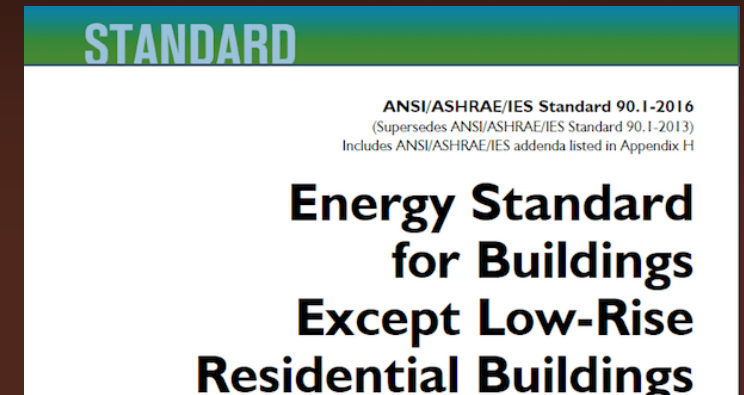 STANDARD
ANSI/ASHRAE/IES Standard 90.1-2016
(Supersedes ANSI/ASHRAE/IES Standard 90.1-2013)
Includes ANSI/ASHRAE/IES addenda listed in Appendix H
Energy Standard
for Buildings
Except Low-Rise
Residential Buildings